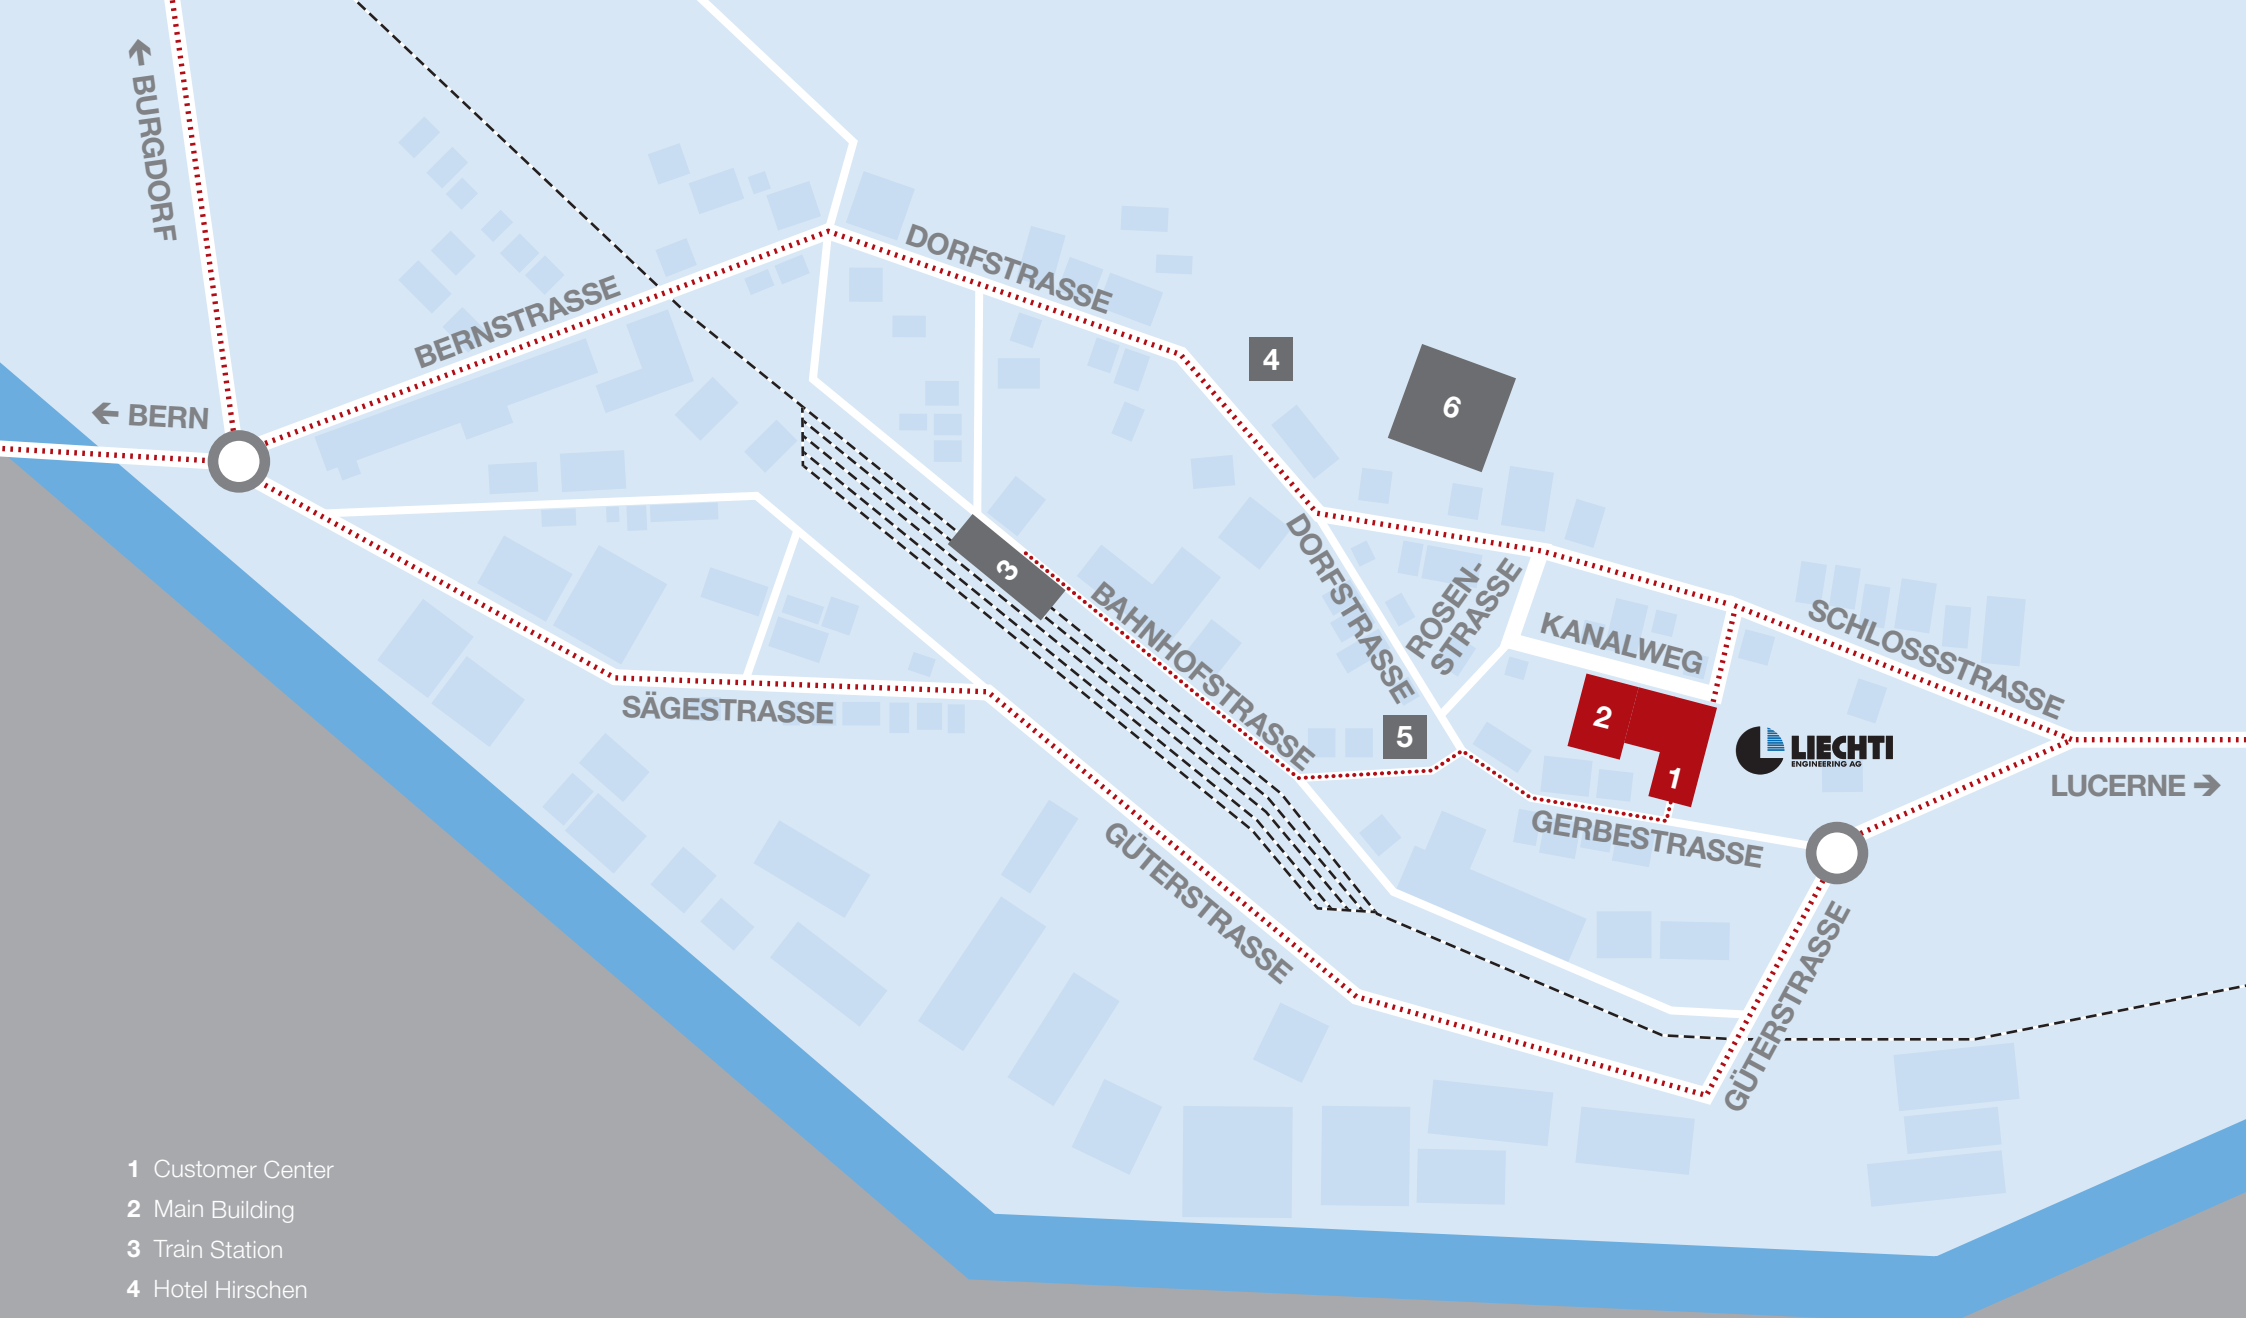 BURGDORF
BERN
BERNSTRASSE
DORFSTRASSE
4
6
DORFSTRASSE
ROSEN-
STRASSE
KANALWEG
SCHLOSSSTRASSE
3
BAHNHOFSTRASSE
SÄGESTRASSE
2
5
1
LIECHTI
ENGINEERING AG
LUCERNE
GERBESTRASSE
GÜTERSTRASSE
GÜTERSTRASSE
1 Customer Center
2 Main Building
3 Train Station
4 Hotel Hirschen